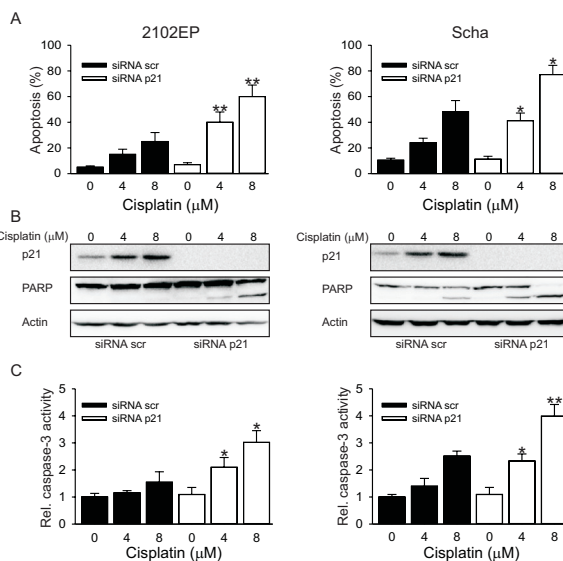 A
2102EP
Scha
siRNA scr
siRNA p21
100
80
60
40
20
0
Apoptosis (%)
** **
0 4 8 0 4 8
Cisplatin (μM)
siRNA scr
siRNA p21
100
80
60
40
20
0
Apoptosis (%)
* *
0 4 8 0 4 8
Cisplatin (μM)
B
Cisplatin (μM) 0 4 8 0 4 8
p21
PARP
Actin
siRNA scr siRNA p21
Cisplatin (μM) 0 4 8 0 4 8
p21
PARP
Actin
siRNA scr siRNA p21
C
siRNA scr
siRNA p21
5
4
3
2
1
0
Rel. caspase-3 activity
* *
0 4 8 0 4 8
Cisplatin (μM)
siRNA scr
siRNA p21
5
4
3
2
1
0
Rel. caspase-3 activity
* **
0 4 8 0 4 8
Cisplatin (μM)